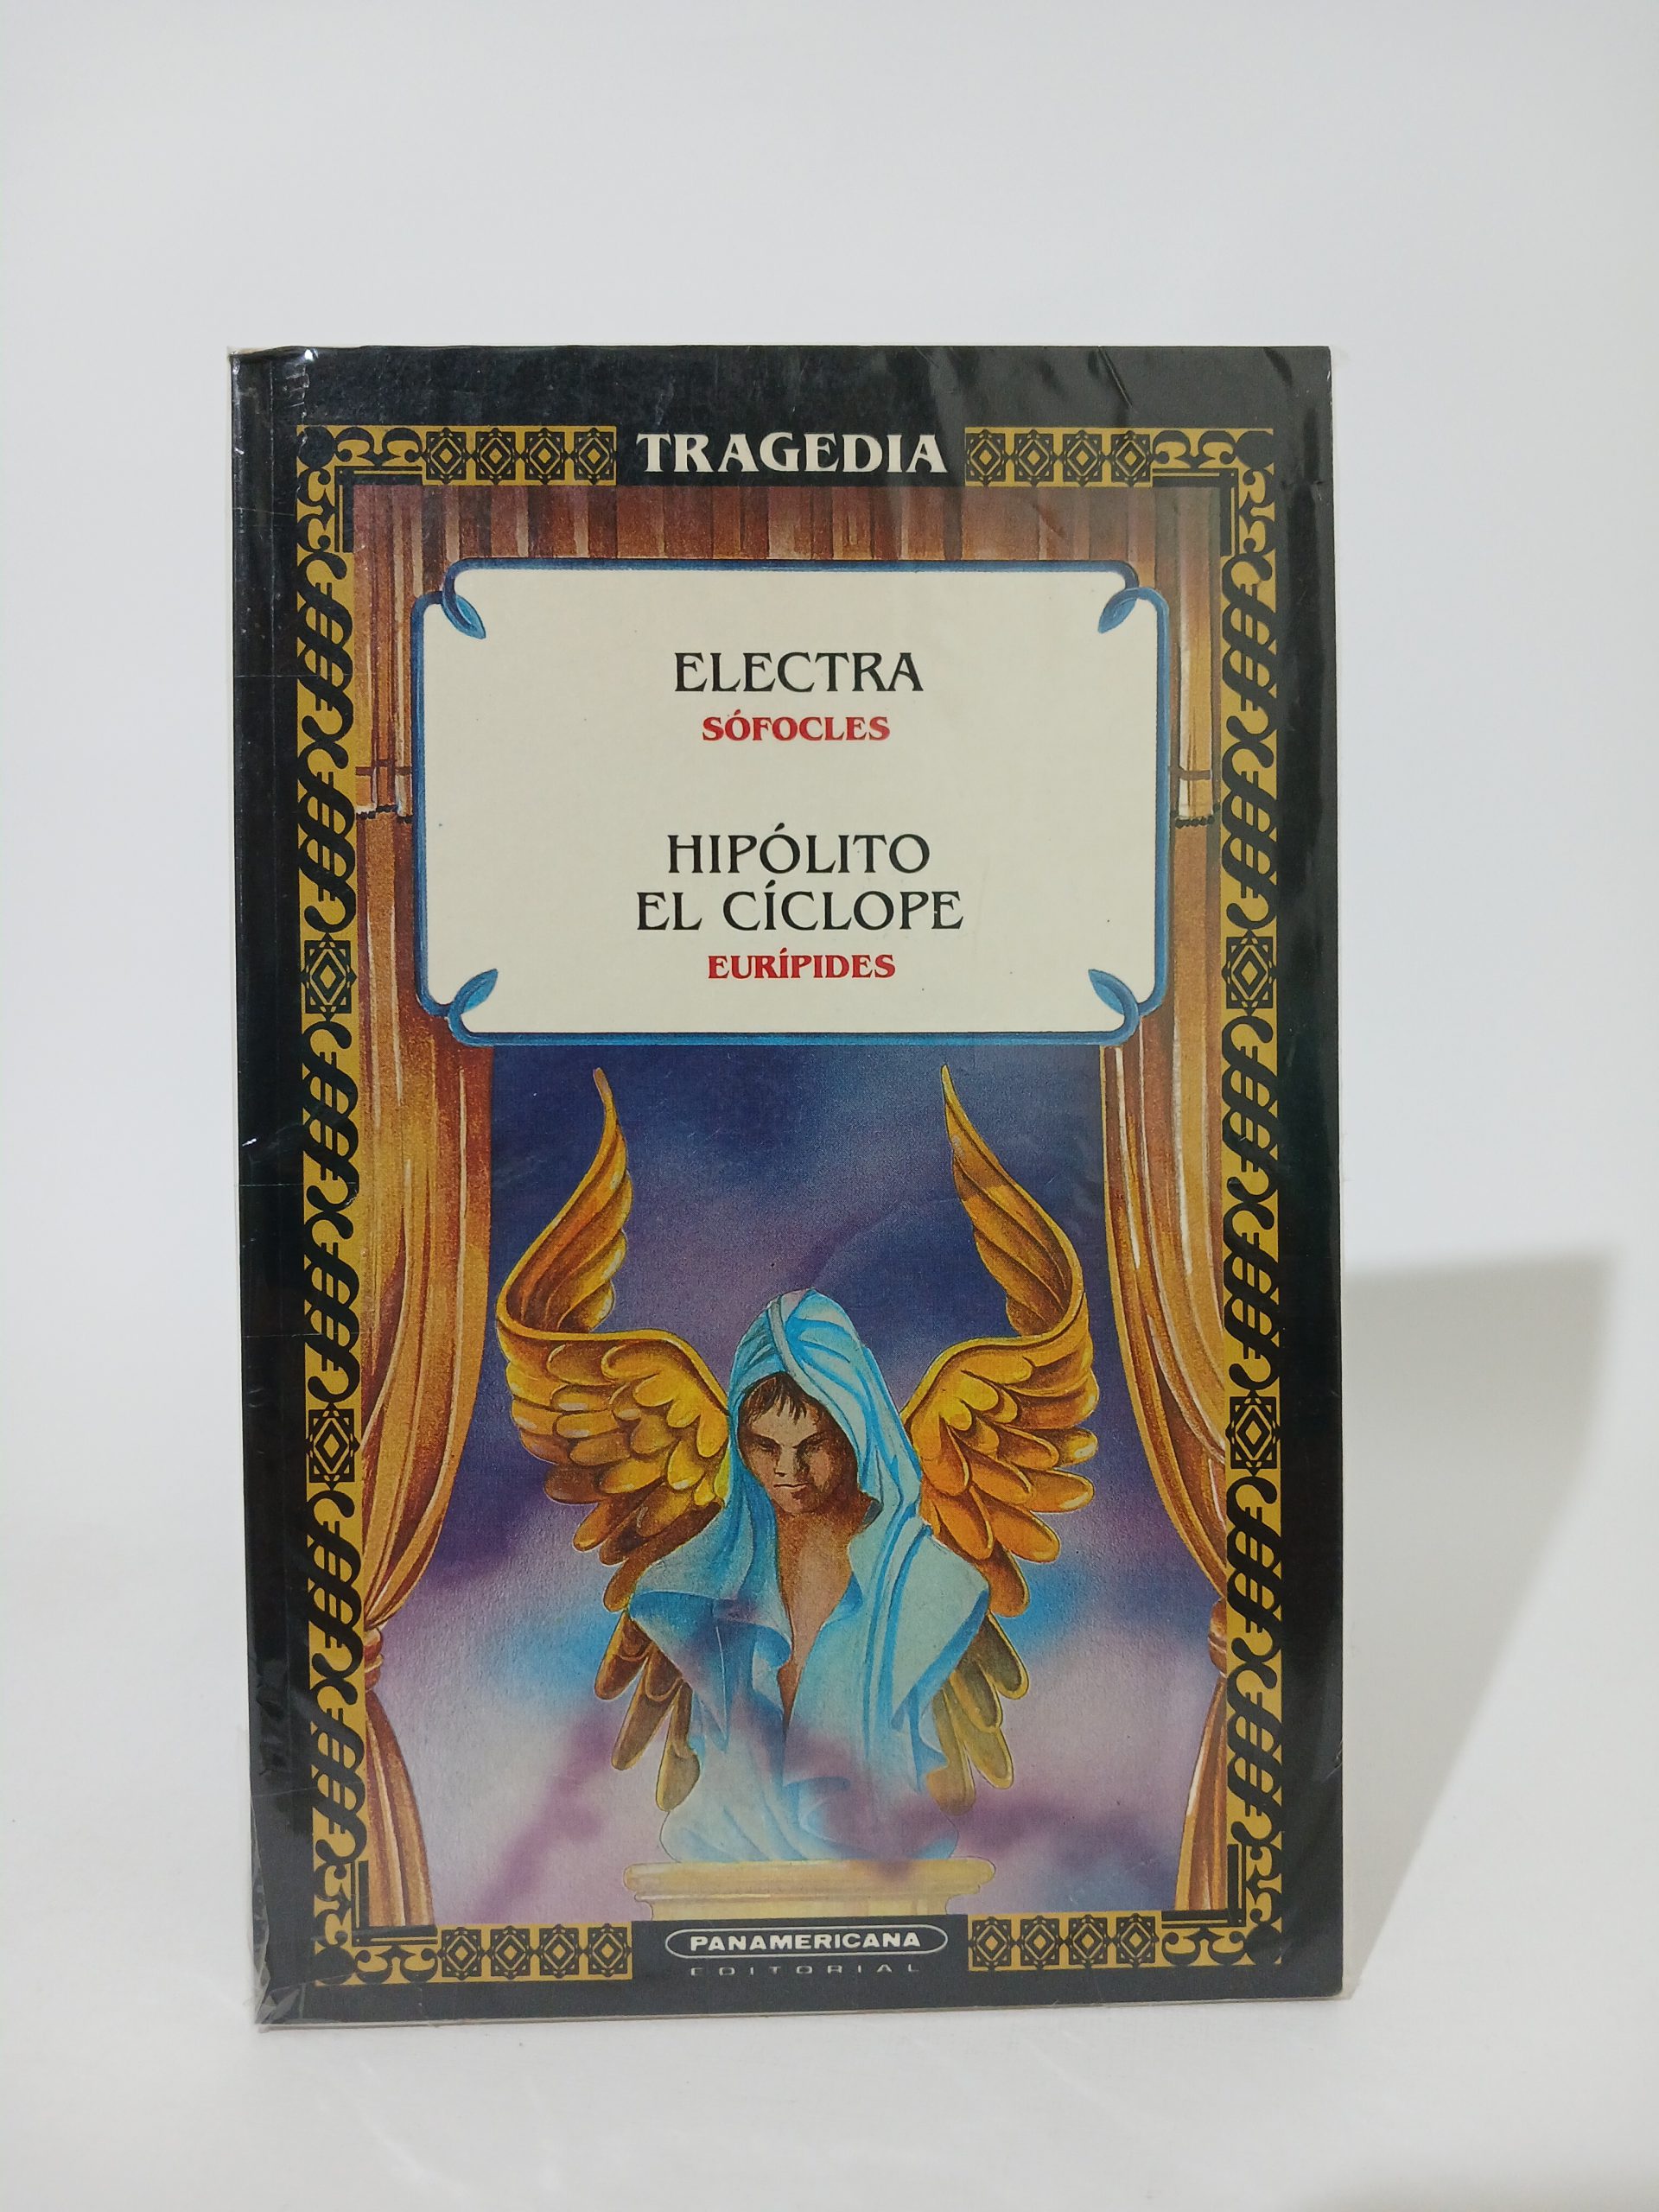 TRAGEDIA
ELECTRA
SÓFOCLES
HIPÓLITO
EL CÍCLOPE
EURÍPIDES
PANAMERICANA
EDITORIAL